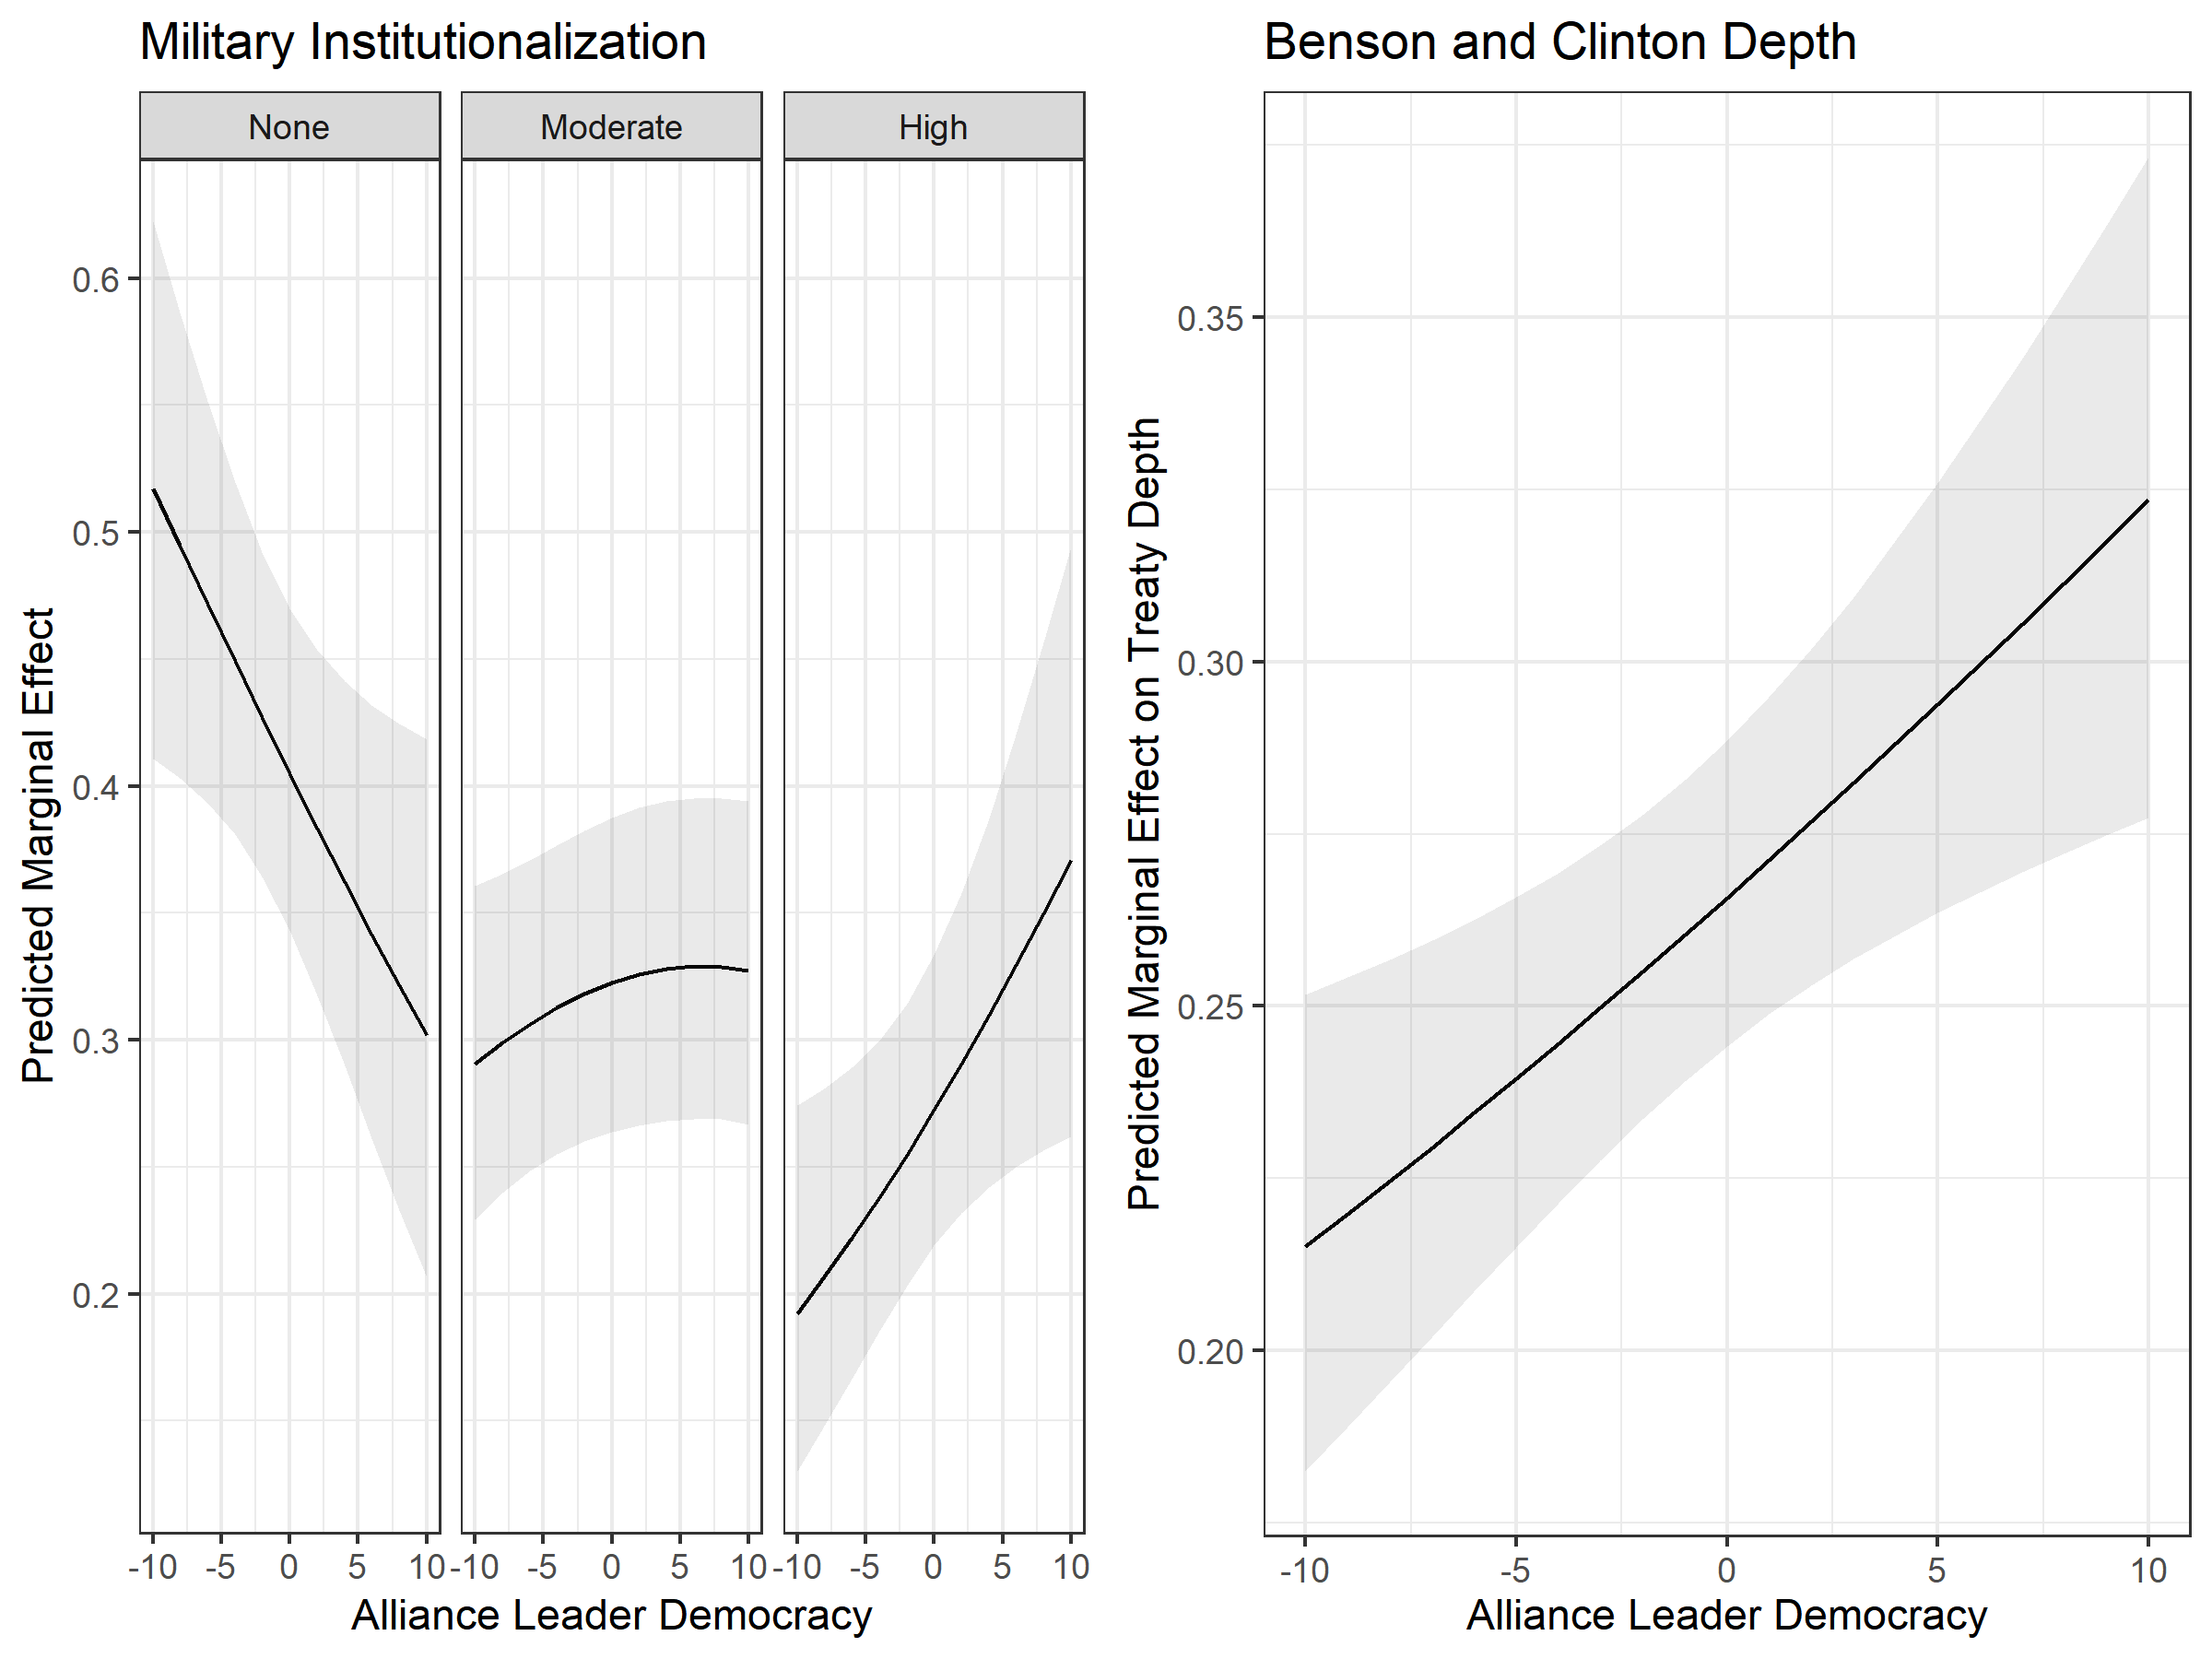 Military Institutionalization
None Moderate High
Predicted Marginal Effect
0.6
0.5
0.4
0.3
0.2
-10 -5 0 5 10 -10 -5 0 5 10 -10 -5 0 5 10
Alliance Leader Democracy
Benson and Clinton Depth
Predicted Marginal Effect on Treaty Depth
0.35
0.30
0.25
0.20
-10 -5 0 5 10
Alliance Leader Democracy